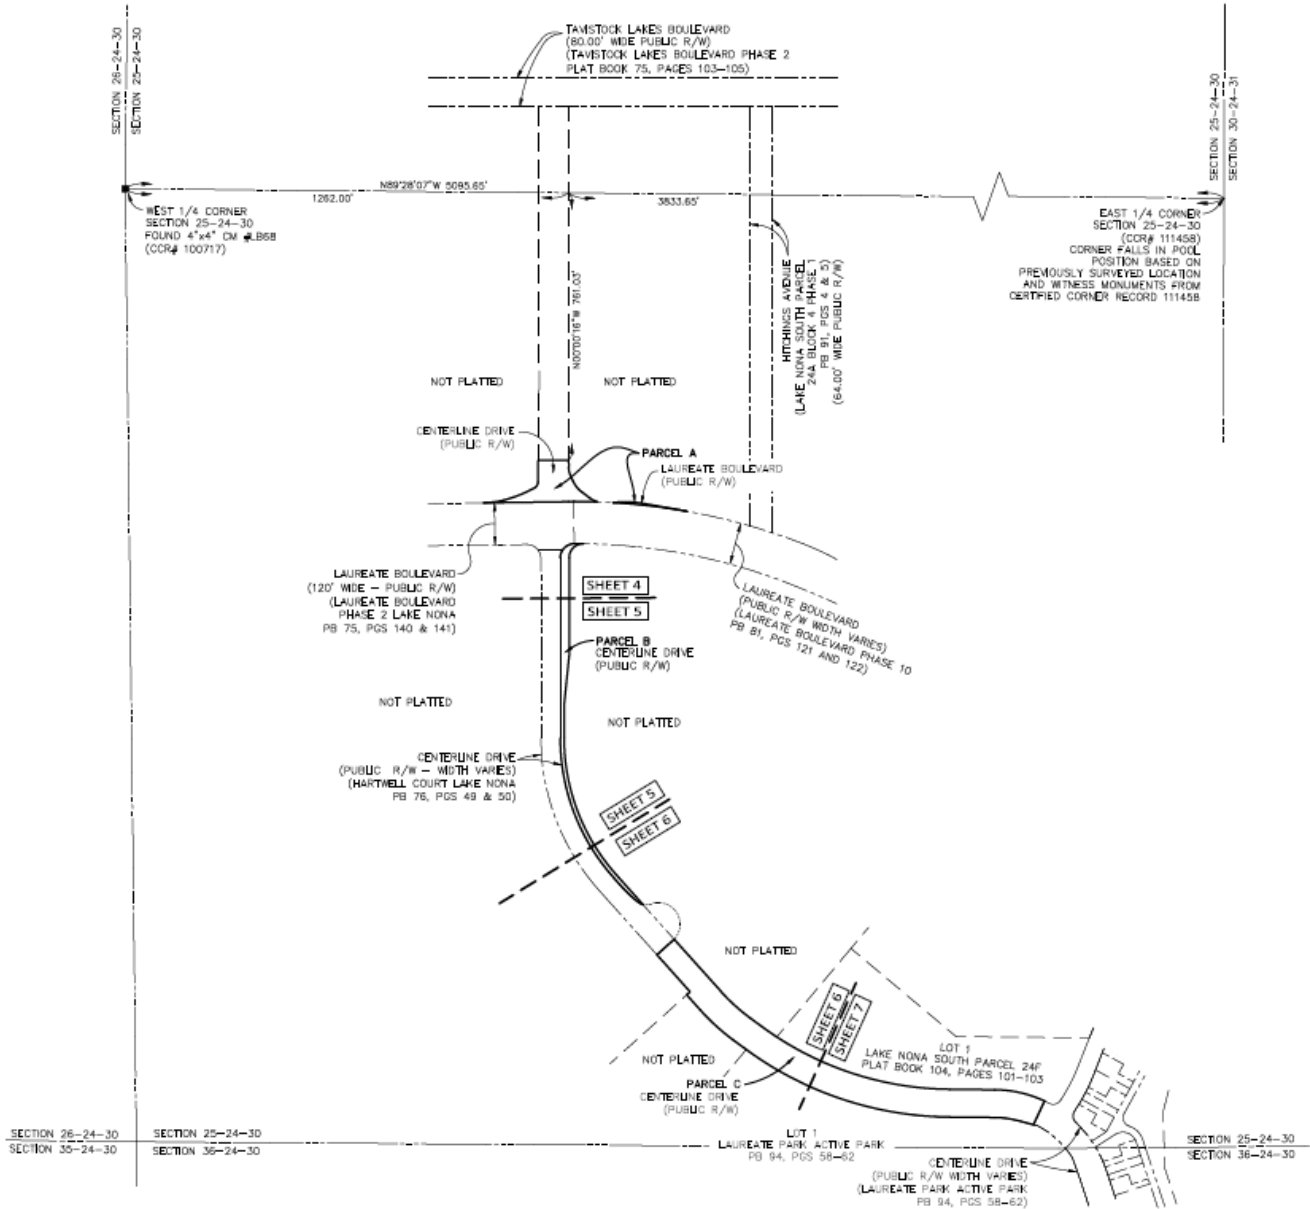 TAVISTOCK LAKES BOULEVARD
(80.00' WIDE PUBLIC R/W)
(TAVISTOCK LAKES BOULEVARD PHASE 2
PLAT BOOK 75, PAGES 103-105)
SECTION 26-24-30
SECTION 25-24-30
SECTION 25-24-30
SECTION 30-24-31
N89°28'07"W 5095.65'
1262.00'
3833.65'
WEST 1/4 CORNER
SECTION 25-24-30
FOUND 4"x4" CM #LB68
(CCR# 100717)
EAST 1/4 CORNER
SECTION 25-24-30
(CCR# 111458)
CORNER FALLS IN POOL
POSITION BASED ON
PREVIOUSLY SURVEYED LOCATION
AND WITNESS MONUMENTS FROM
CERTIFIED CORNER RECORD 111458
N00°00'16"W 761.03'
HITCHINGS AVENUE
(LAKE NONA SOUTH PARCEL
24A BLOCK 4 PHASE 1
PB 91, PGS 4 & 5)
(64.00' WIDE PUBLIC R/W)
NOT PLATTED
NOT PLATTED
CENTERLINE DRIVE
(PUBLIC R/W)
PARCEL A
LAUREATE BOULEVARD
(PUBLIC R/W)
LAUREATE BOULEVARD
(120' WIDE - PUBLIC R/W)
(LAUREATE BOULEVARD
PHASE 2 LAKE NONA
PB 75, PGS 140 & 141)
SHEET 4
SHEET 5
LAUREATE BOULEVARD
(PUBLIC R/W WIDTH VARIES)
(LAUREATE BOULEVARD PHASE 10
PB 81, PGS 121 AND 122)
PARCEL B
CENTERLINE DRIVE
(PUBLIC R/W)
NOT PLATTED
NOT PLATTED
CENTERLINE DRIVE
(PUBLIC R/W - WIDTH VARIES)
(HARTWELL COURT LAKE NONA
PB 76, PGS 49 & 50)
SHEET 5
SHEET 6
NOT PLATTED
SHEET 6
SHEET 7
LOT 1
LAKE NONA SOUTH PARCEL 24F
PLAT BOOK 104, PAGES 101-103
NOT PLATTED
PARCEL C
CENTERLINE DRIVE
(PUBLIC R/W)
SECTION 26-24-30
SECTION 35-24-30
SECTION 25-24-30
SECTION 36-24-30
LOT 1
LAUREATE PARK ACTIVE PARK
PB 94, PGS 58-62
SECTION 25-24-30
SECTION 36-24-30
CENTERLINE DRIVE
(PUBLIC R/W WIDTH VARIES)
(LAUREATE PARK ACTIVE PARK
PB 94, PGS 58-62)